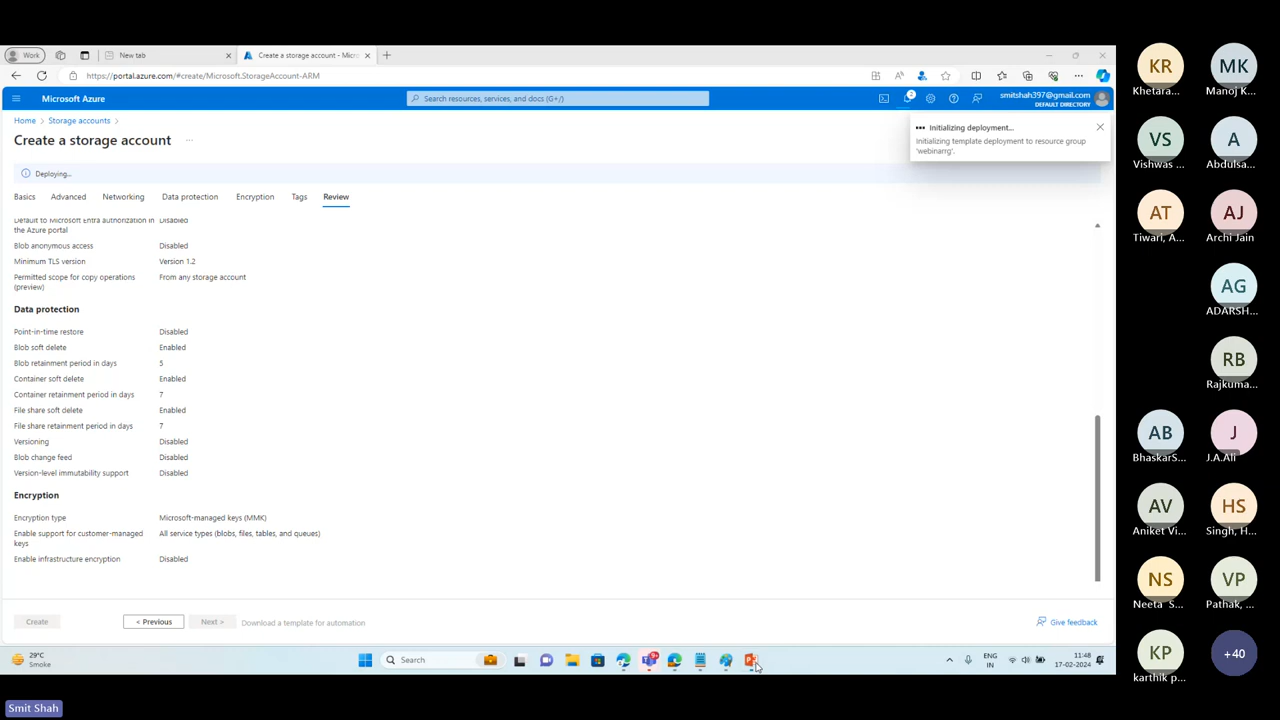 Work
New tab
Create a storage account - Micro
https://portal.azure.com/#create/Microsoft.StorageAccount-ARM
Microsoft Azure
Search resources, services, and docs (G+/)
2
smitshah397@gmail.com
DEFAULT DIRECTORY
Home > Storage accounts >
Create a storage account ...
Initializing deployment...
Initializing template deployment to resource group
'webinarrg'.
Deploying...
Basics Advanced Networking Data protection Encryption Tags Review
Default to Microsoft Entra authorization in Disabled
the Azure portal
Blob anonymous access Disabled
Minimum TLS version Version 1.2
Permitted scope for copy operations From any storage account
(preview)
Data protection
Point-in-time restore Disabled
Blob soft delete Enabled
Blob retainment period in days 5
Container soft delete Enabled
Container retainment period in days 7
File share soft delete Enabled
File share retainment period in days 7
Versioning Disabled
Blob change feed Disabled
Version-level immutability support Disabled
Encryption
Encryption type Microsoft-managed keys (MMK)
Enable support for customer-managed All service types (blobs, files, tables, and queues)
keys
Enable infrastructure encryption Disabled
Create < Previous Next > Download a template for automation Give feedback
29°C
Smoke
Search
ENG
IN
11:48
17-02-2024
Smit Shah
KR MK
Khetara... Manoj K...
VS A
Vishwas ... Abdulsa...
AT AJ
Tiwari, A... Archi Jain
AG
ADARSH...
RB
Rajkuma...
AB J
BhaskarS... J.A.Ali
AV HS
Aniket Vi... Singh, H...
NS VP
Neeta S... Pathak, ...
KP +40
karthik p...